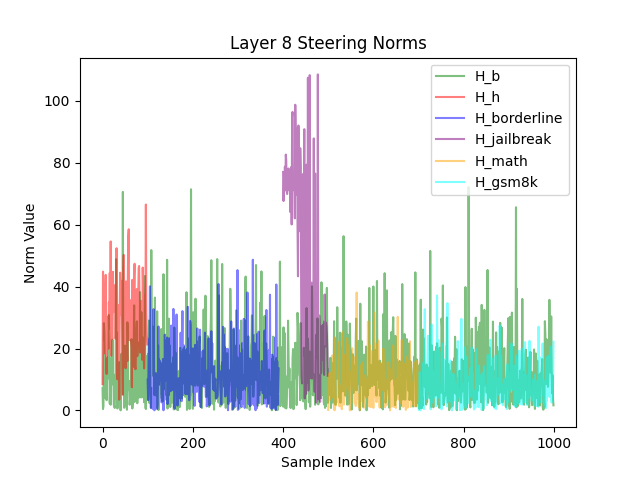 Layer 8 Steering Norms
H_b
H_h
H_borderline
H_jailbreak
H_math
H_gsm8k
Norm Value
100
80
60
40
20
0
0
200
400
600
800
1000
Sample Index